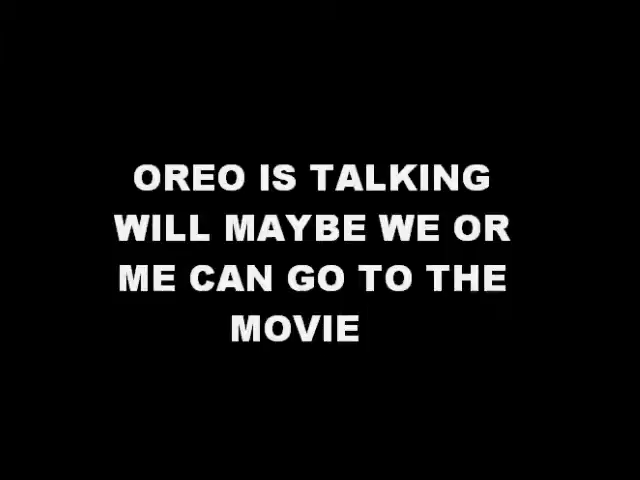 OREO IS TALKING
WILL MAYBE WE OR
ME CAN GO TO THE
MOVIE